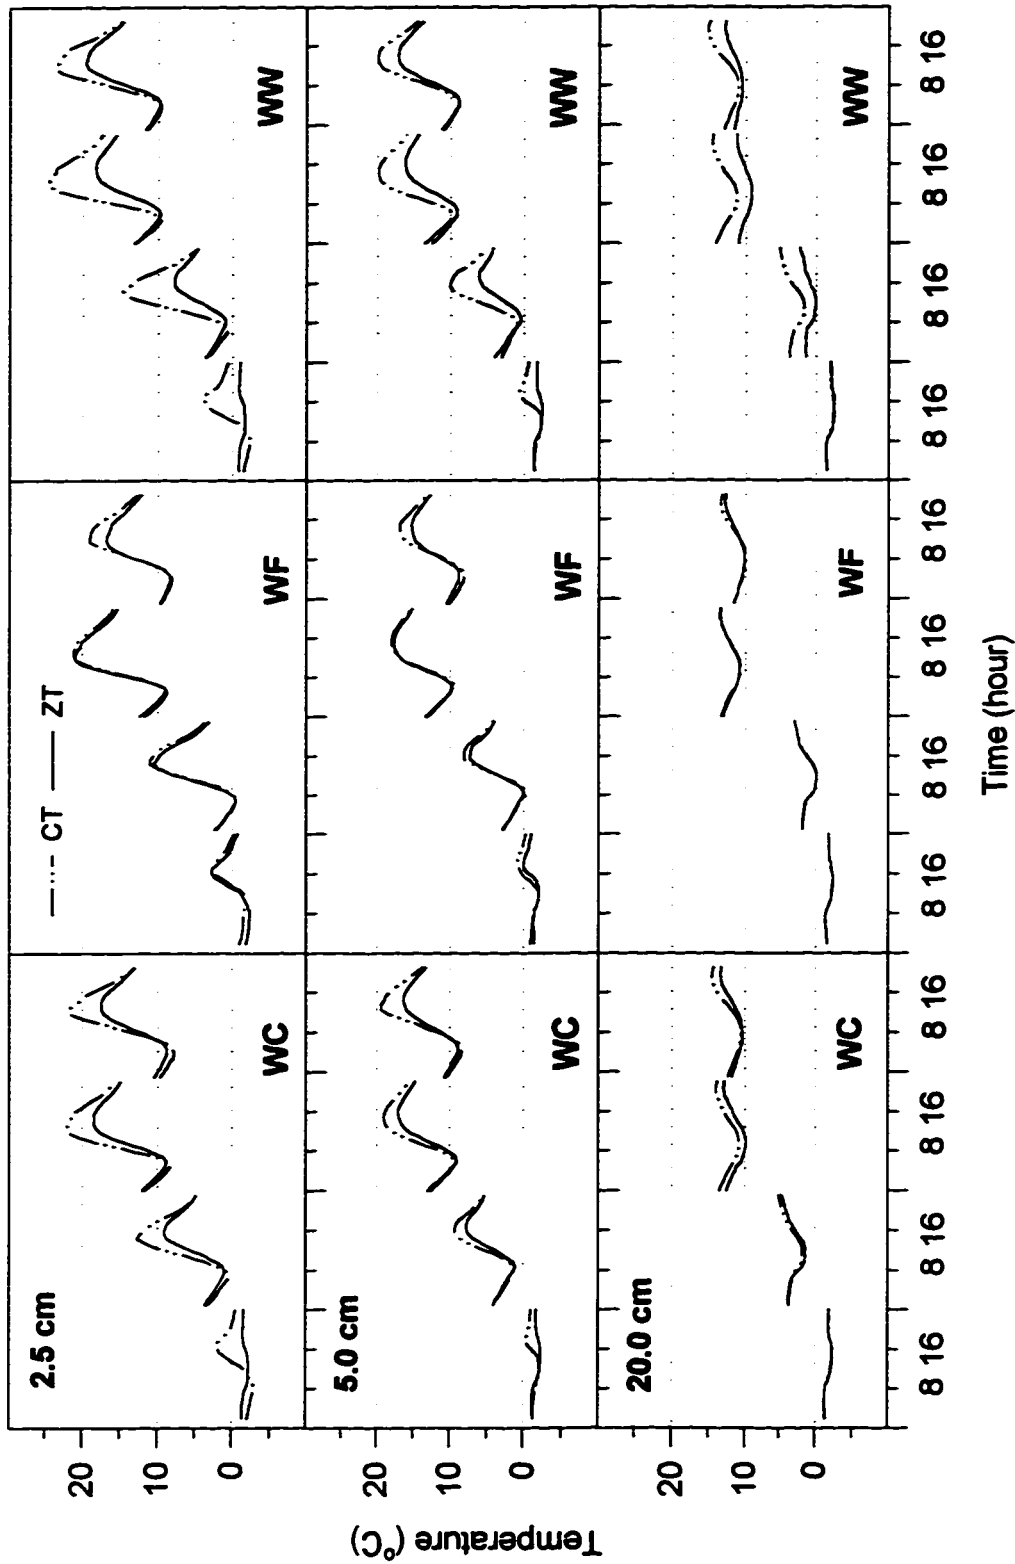 CT ZT
2.5 cm
WC WF WW
20
10
0
5.0 cm
WC WF WW
20
10
0
20.0 cm
WC WF WW
20
10
0
Temperature (°C)
8 16 8 16 8 16 8 16 8 16 8 16 8 16 8 16 8 16 8 16 8 16 8 16
Time (hour)